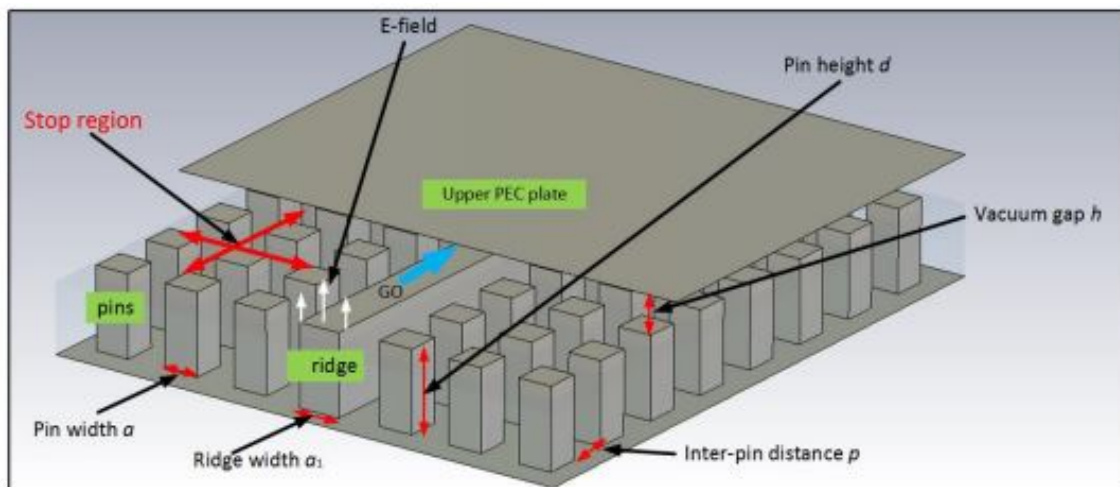 E-field
Pin height d
Stop region
Upper PEC plate
Vacuum gap h
GO
pins
ridge
Pin width a
Ridge width a₁
Inter-pin distance p